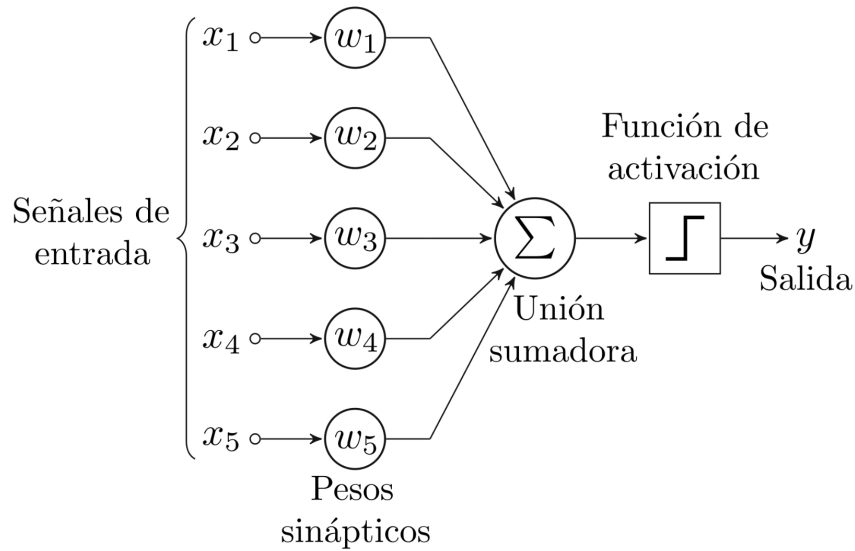 x1 w1
x2 w2
Función de
activación
Señales de
entrada
x3 w3 Σ y
Salida
Unión
sumadora
x4 w4
x5 w5
Pesos
sinápticos